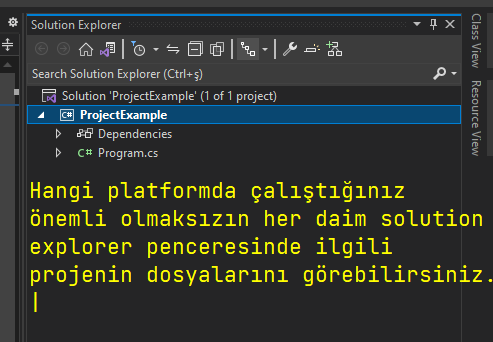 Solution Explorer
Class View
Resource View
Search Solution Explorer (Ctrl+ş)
Solution 'ProjectExample' (1 of 1 project)
C# ProjectExample
Dependencies
C# Program.cs
Hangi platformda çalıştığınız
önemli olmaksızın her daim solution
explorer penceresinde ilgili
projenin dosyalarını görebilirsiniz.